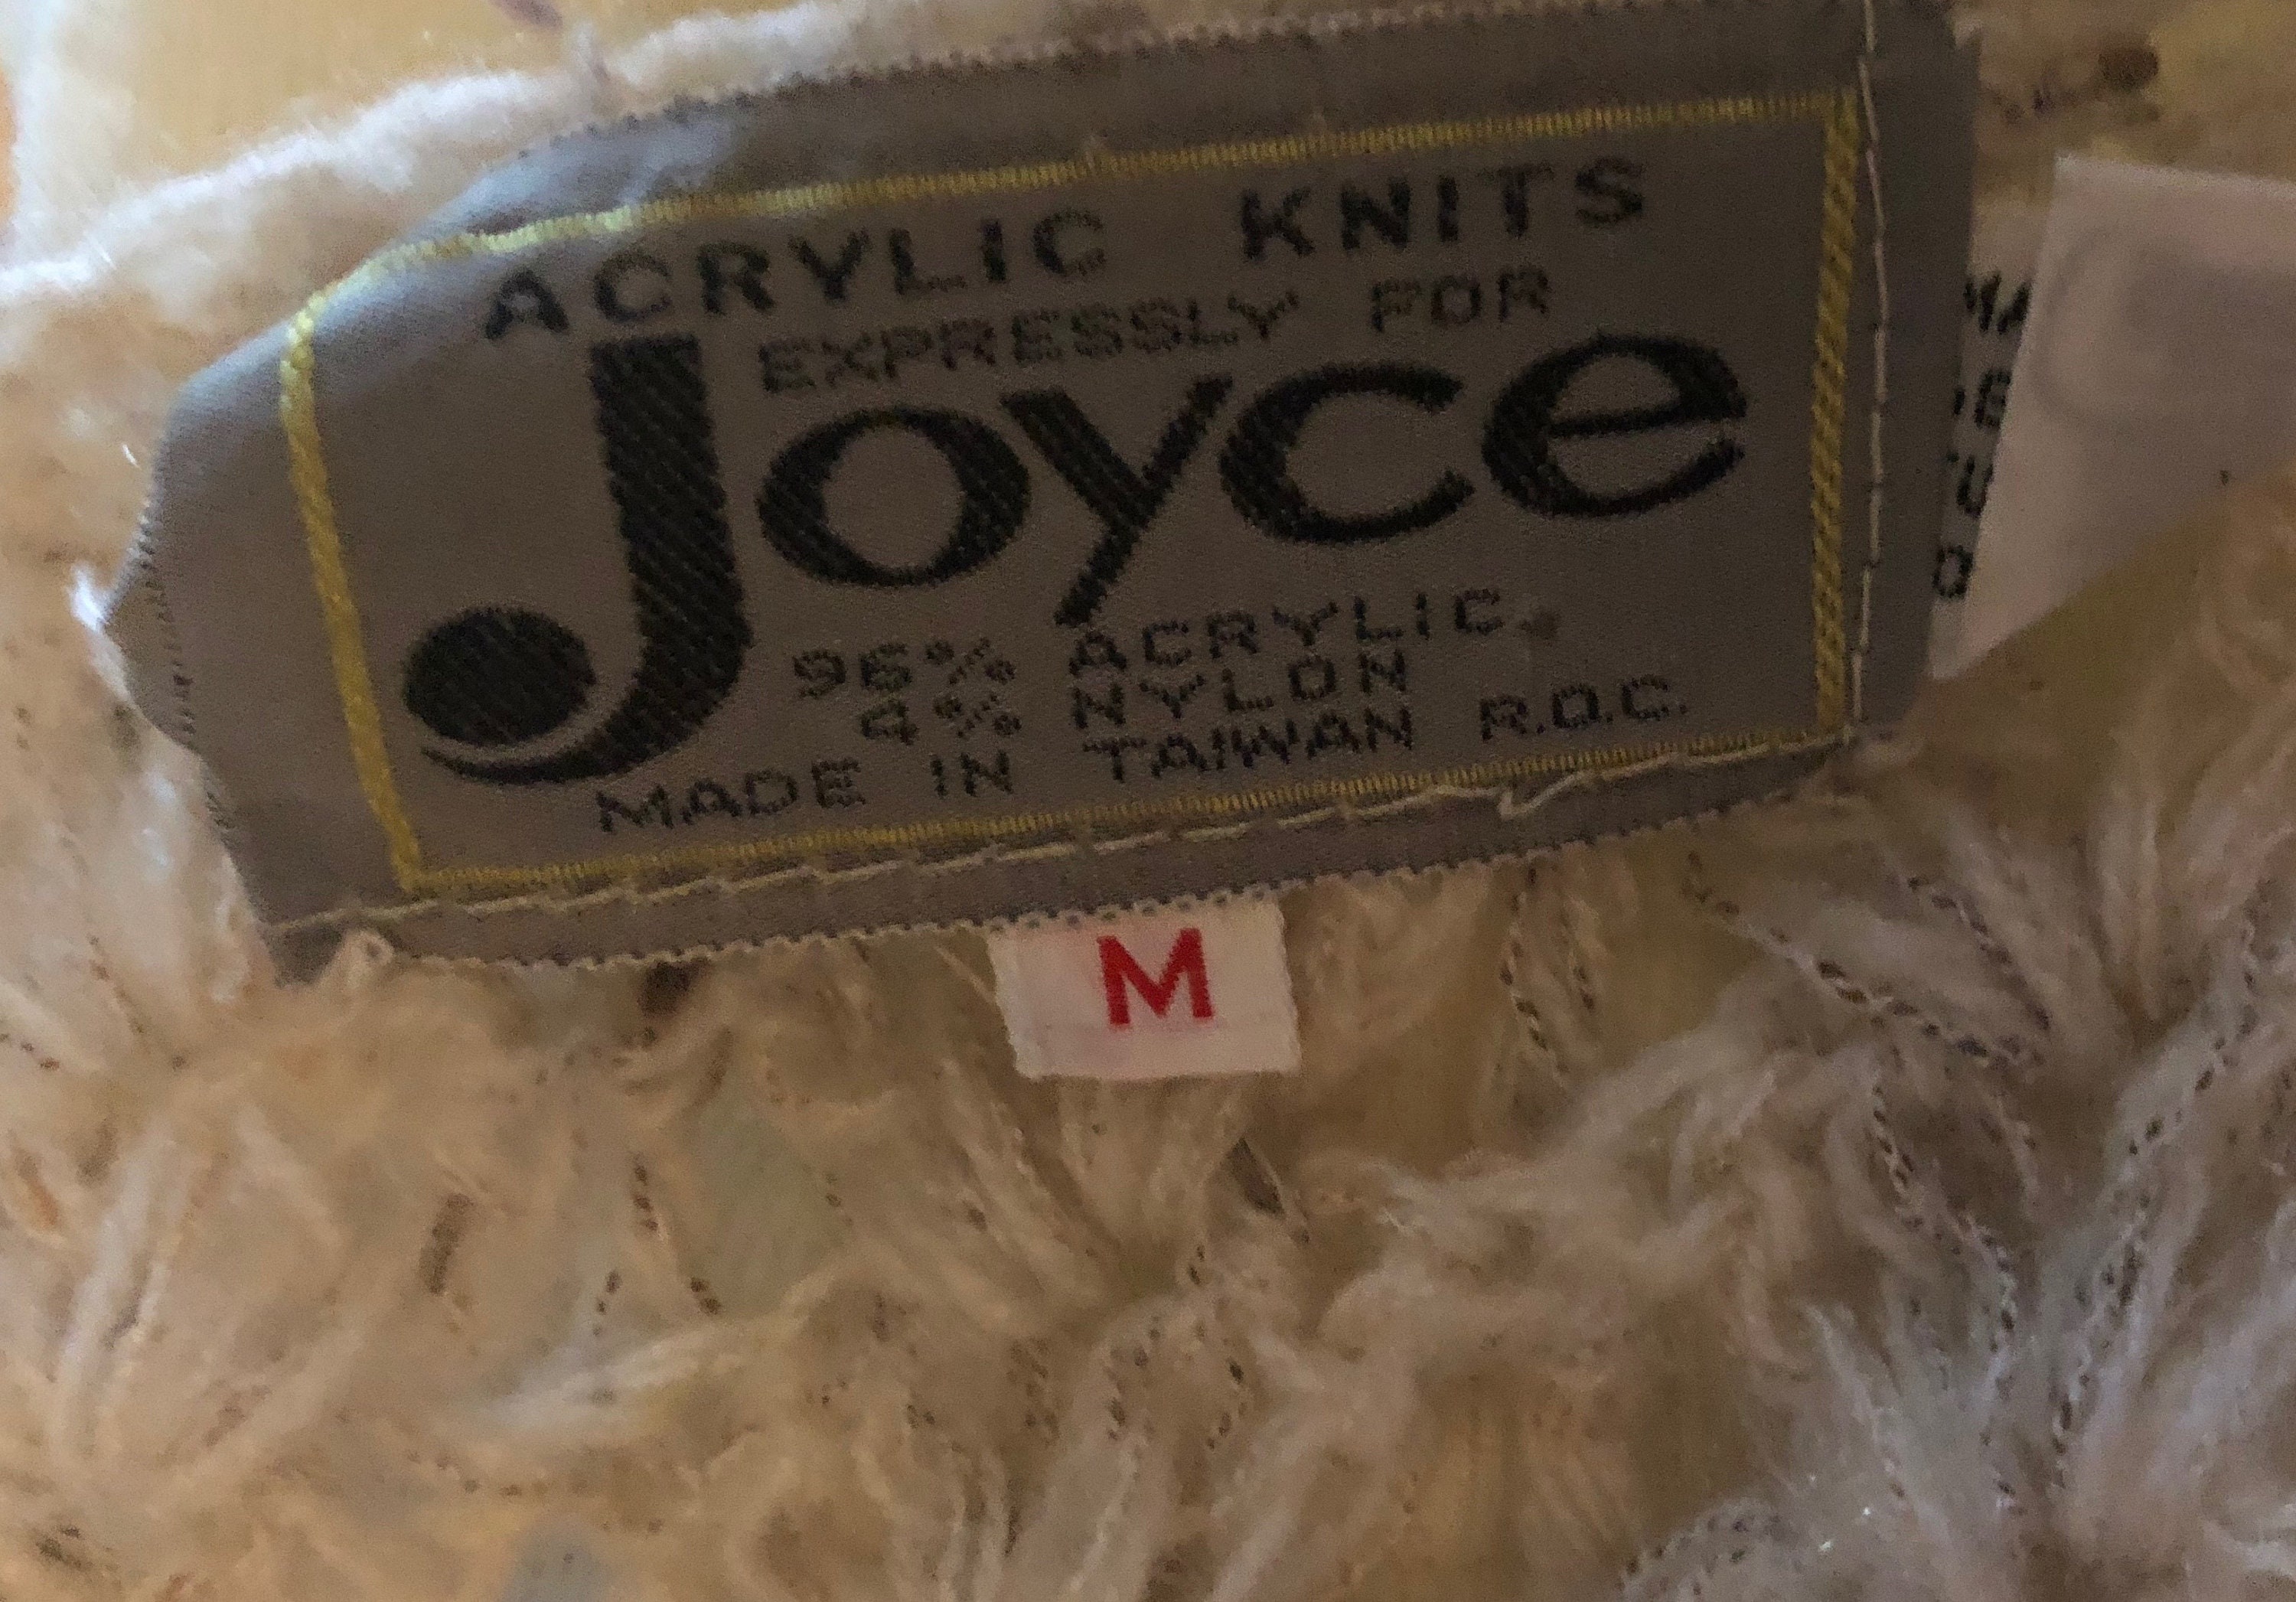 ACRYLIC KNITS
EXPRESSLY FOR
Joyce
96% ACRYLIC.
4% NYLON
MADE IN TAIWAN R.O.C.
M